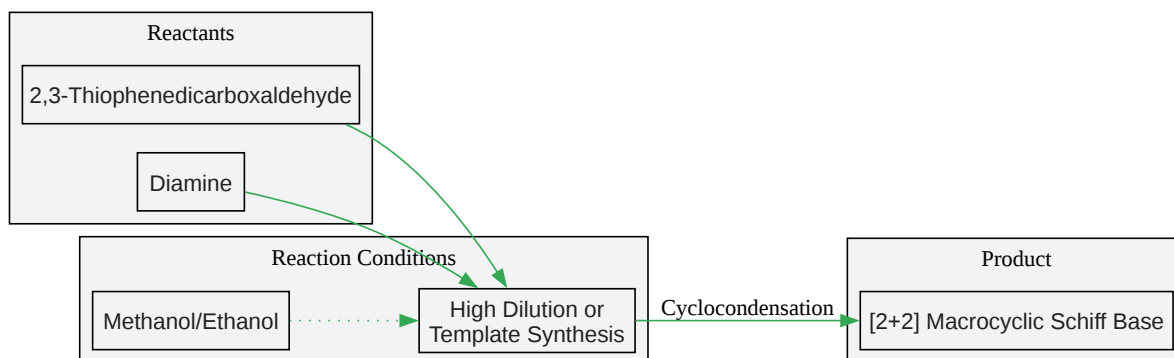 Reactants
2,3-Thiophenedicarboxaldehyde
Diamine
Reaction Conditions
Methanol/Ethanol
High Dilution or
Template Synthesis
Cyclocondensation
Product
[2+2] Macrocyclic Schiff Base